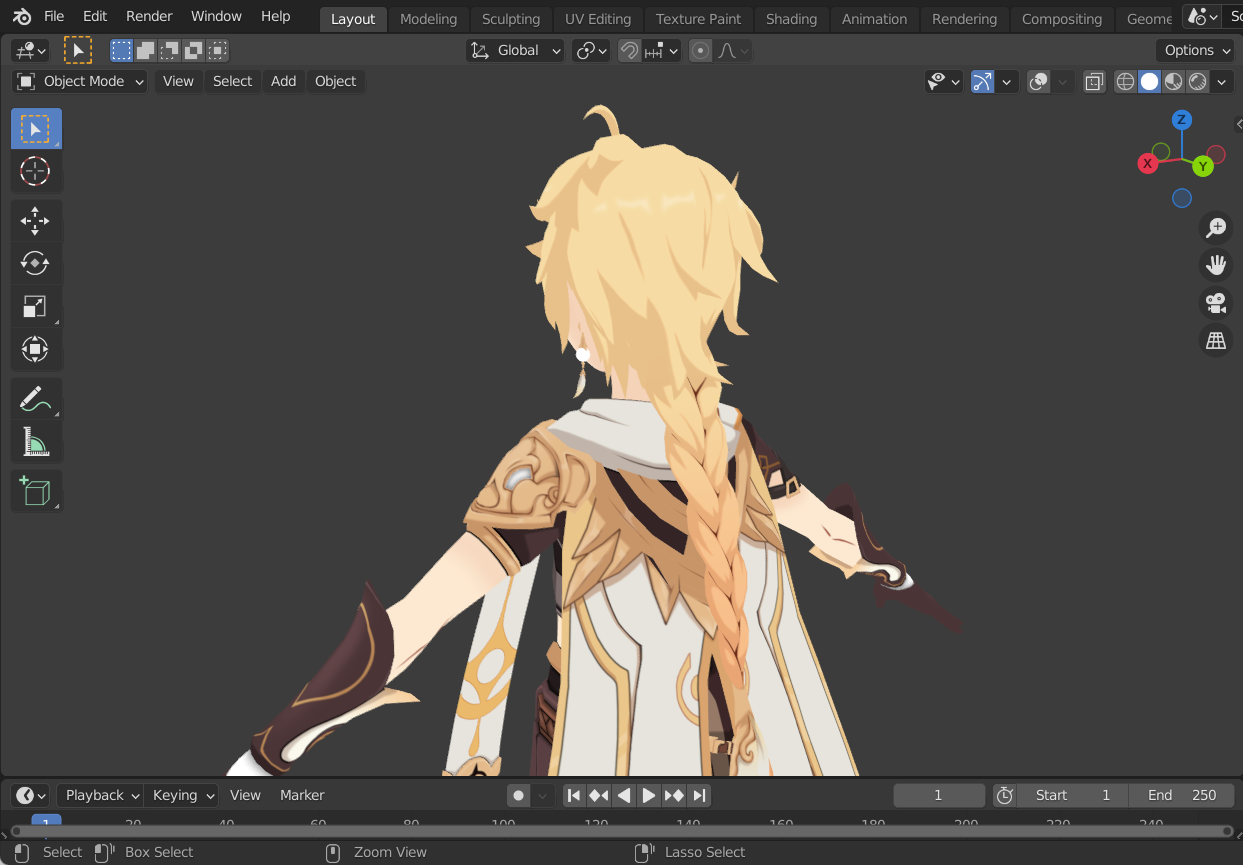 File Edit Render Window Help Layout Modeling Sculpting UV Editing Texture Paint Shading Animation Rendering Compositing Geome Sc
Global Options
Object Mode View Select Add Object
Z
X Y
Playback Keying View Marker 1 Start 1 End 250
1 20 40 60 80 100 120 140 160 180 200 220 240
Select Box Select Zoom View Lasso Select